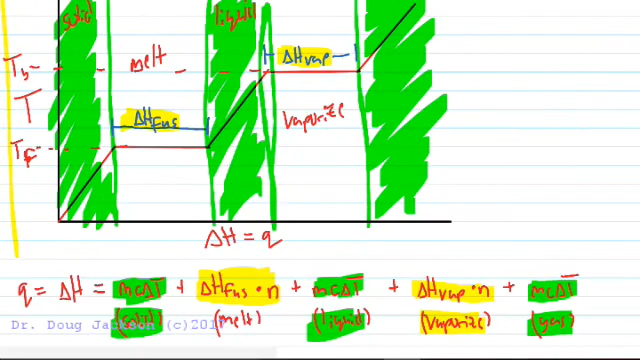 solid liquid
ΔHvap
Tb melt
T
ΔHfus vaporize
Tf
ΔH = q
q = ΔH = mcΔT + ΔHfus · n + mcΔT + ΔHvap · n + mcΔT
(solid) (melt) (liquid) (vaporize) (gas)
Dr. Doug Jackson (c)201